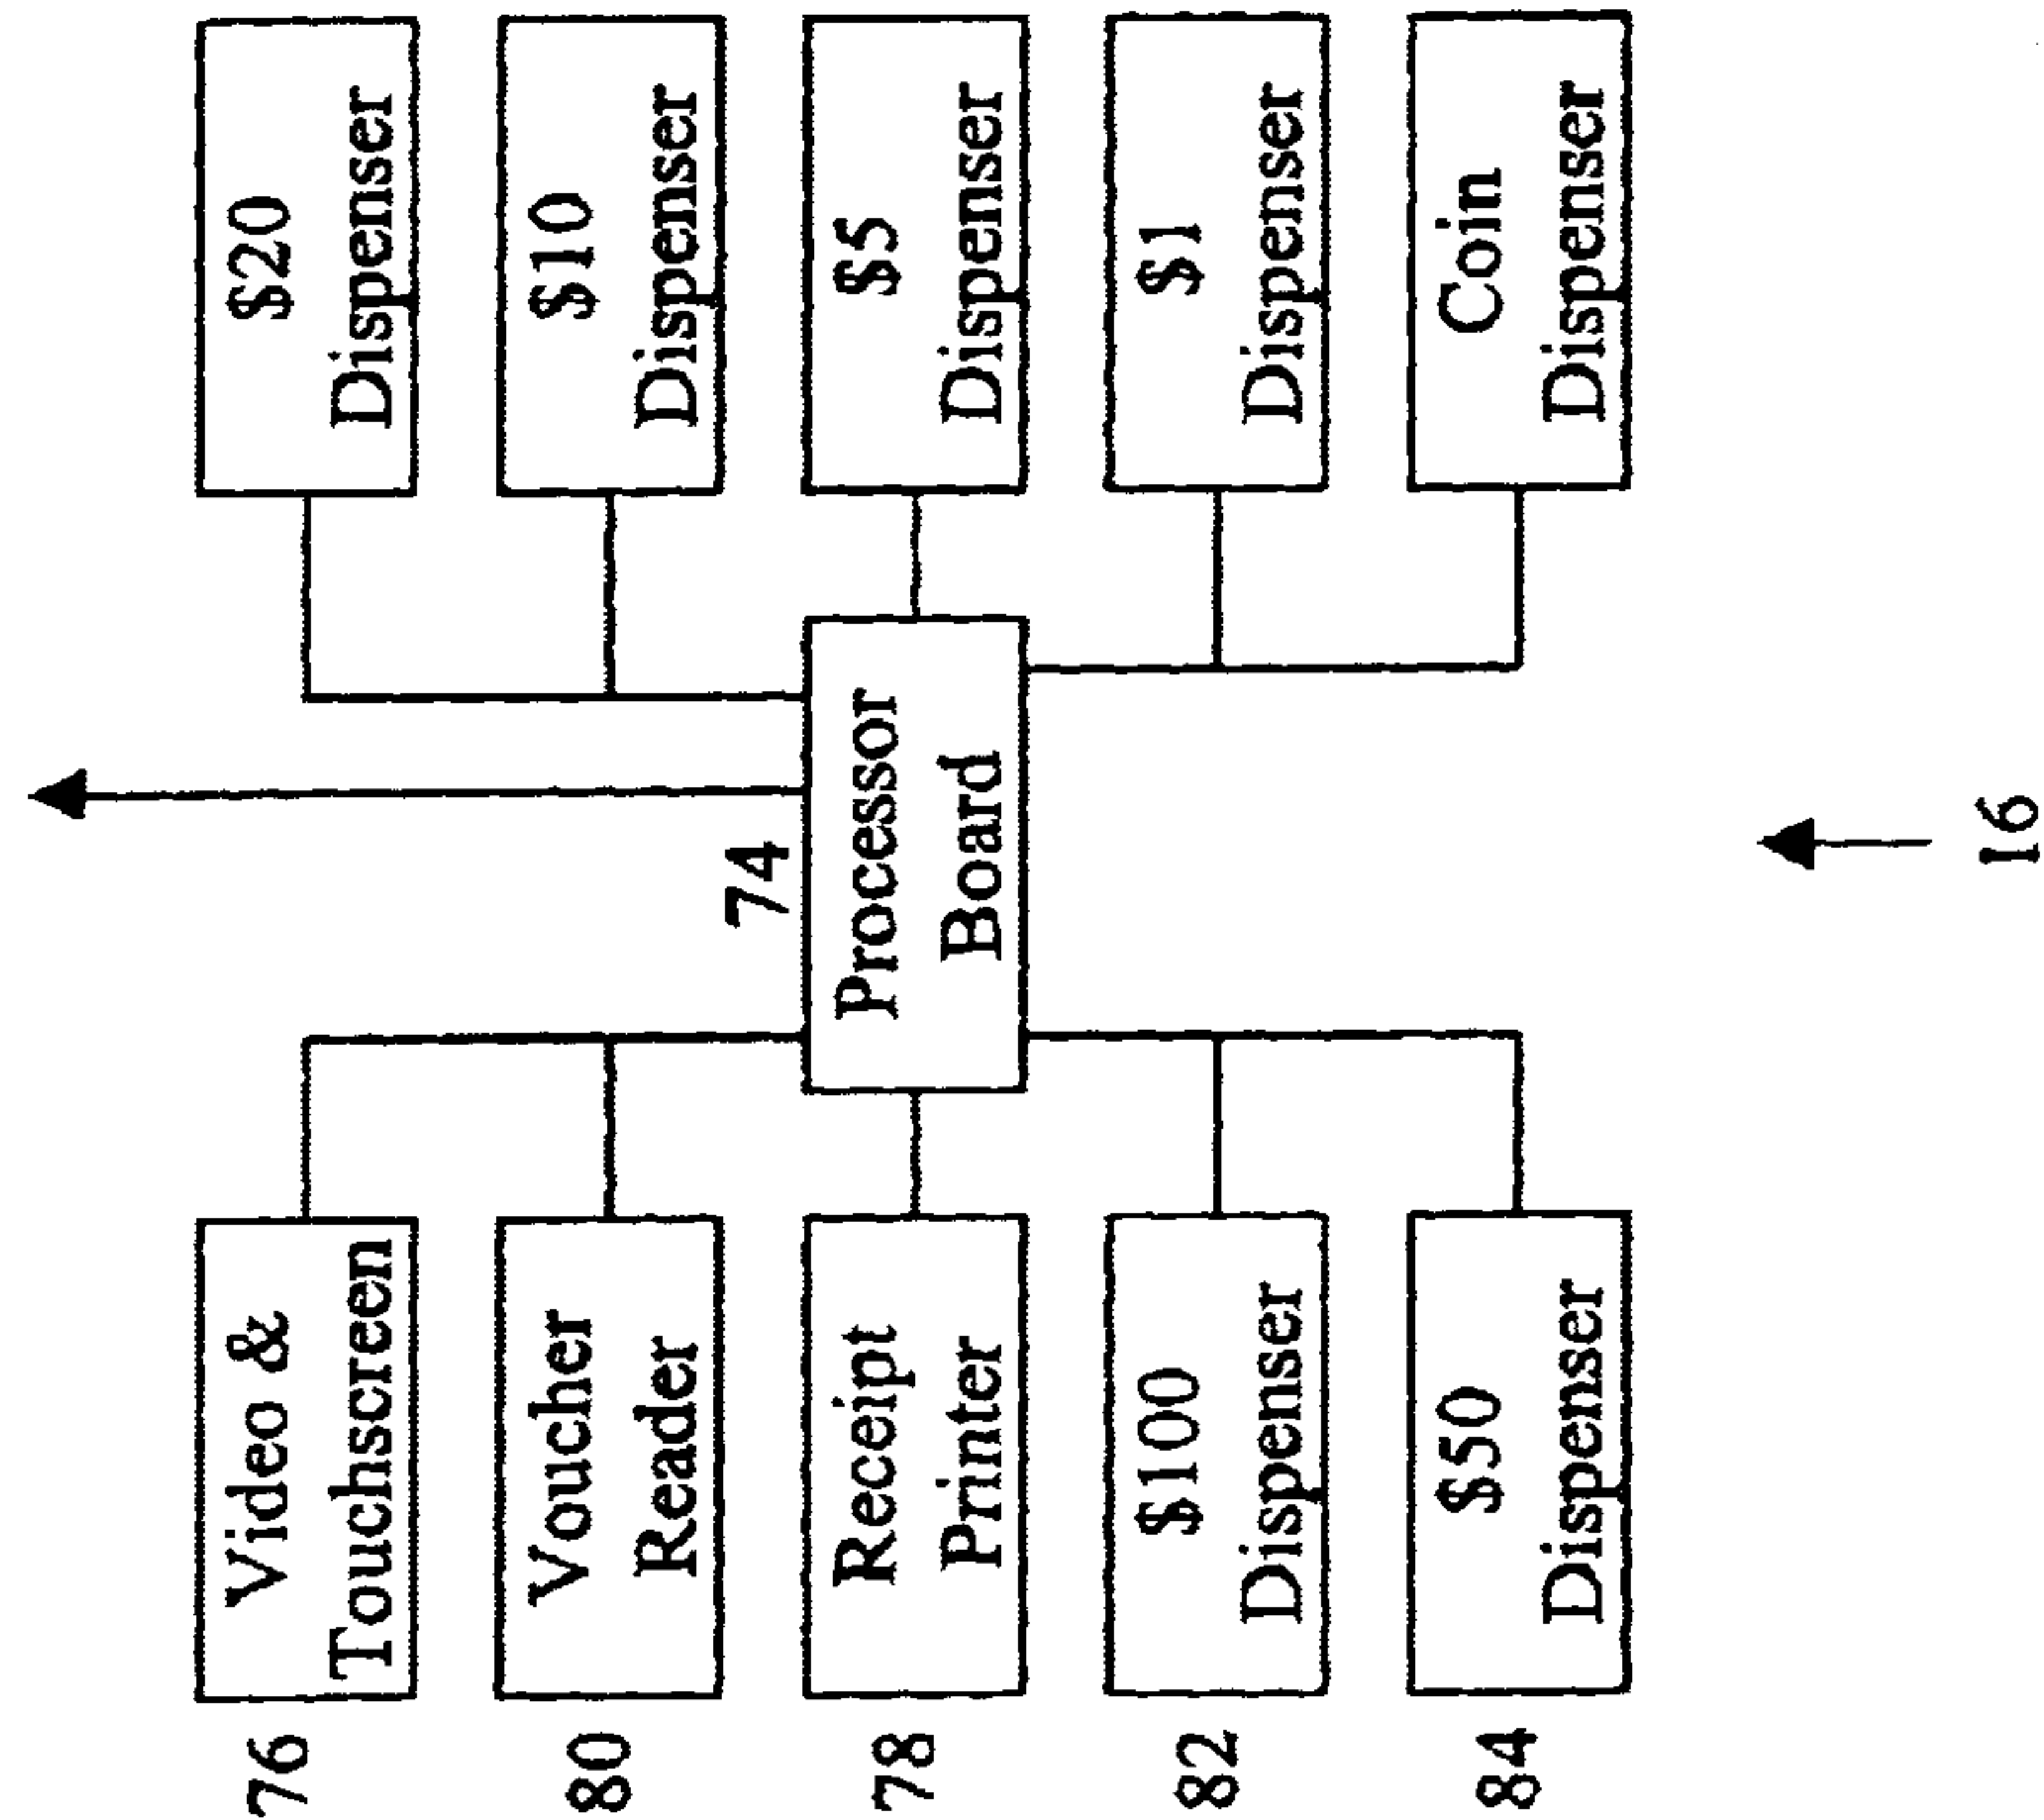 76
Video &
Touchscreen
80
Voucher
Reader
78
Receipt
Printer
82
$100
Dispenser
84
$50
Dispenser
74
Processor
Board
$20
Dispenser
$10
Dispenser
$5
Dispenser
$1
Dispenser
Coin
Dispenser
16